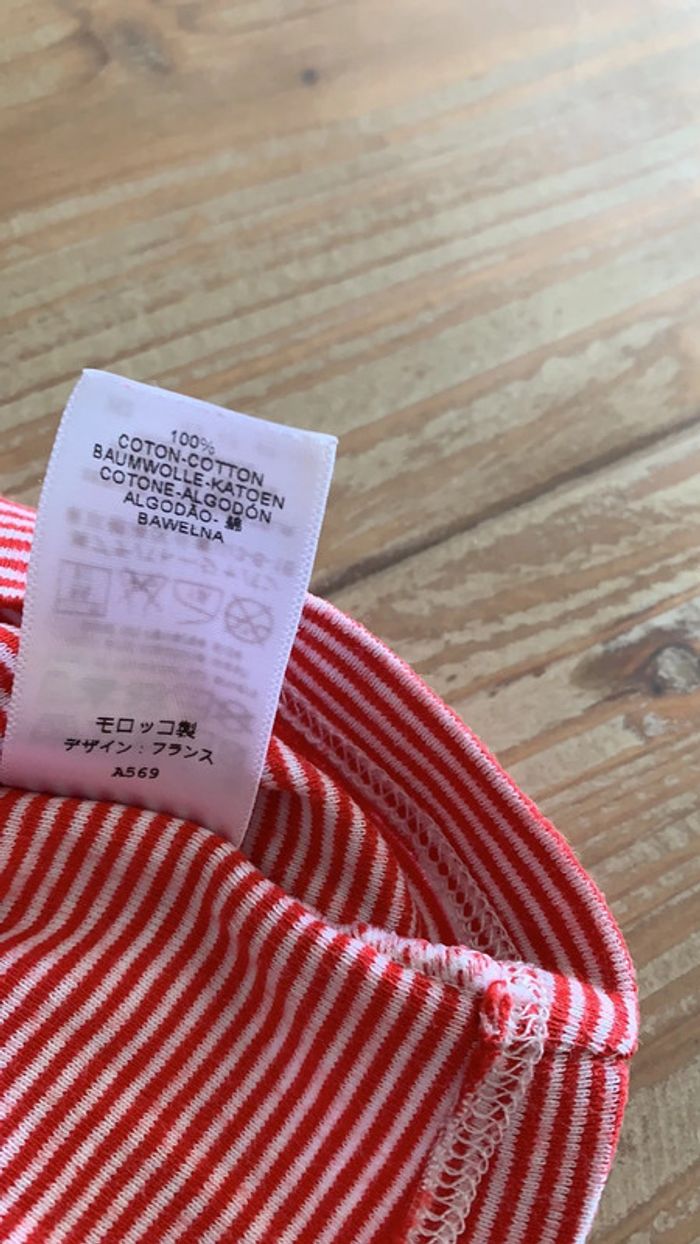 100%
COTON-COTTON
BAUMWOLLE-KATOEN
COTONE-ALGODÓN
ALGODÃO- 綿
BAWEŁNA
モロッコ製
デザイン : フランス
A569